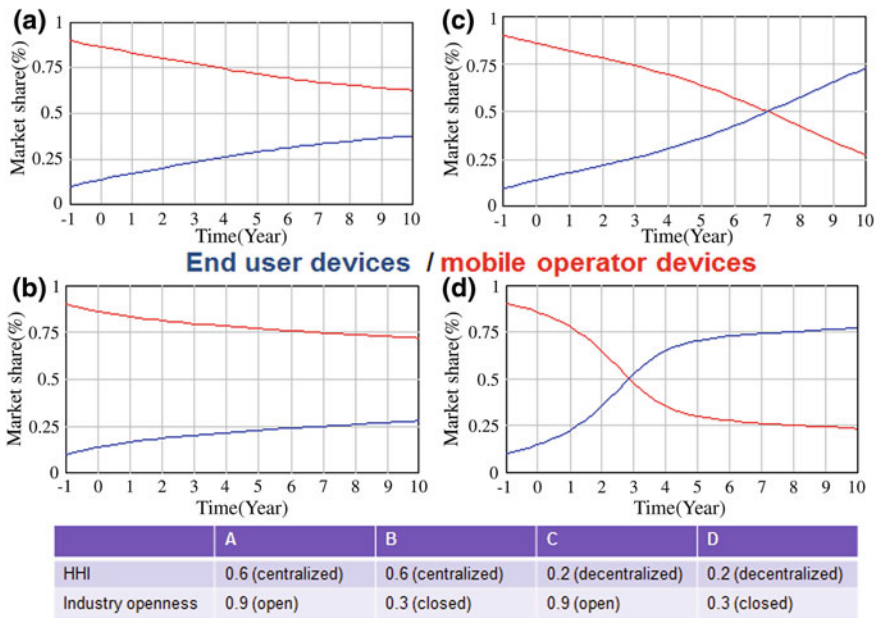 (a)
1
0.75
0.5
0.25
0
Market share(%)
-1 0 1 2 3 4 5 6 7 8 9 10
Time(Year)
(c)
1
0.75
0.5
0.25
0
Market share(%)
-1 0 1 2 3 4 5 6 7 8 9 10
Time(Year)
End user devices / mobile operator devices
(b)
1
0.75
0.5
0.25
0
Market share(%)
-1 0 1 2 3 4 5 6 7 8 9 10
Time(Year)
(d)
1
0.75
0.5
0.25
0
Market share(%)
-1 0 1 2 3 4 5 6 7 8 9 10
Time(Year)
A B C D
HHI 0.6 (centralized) 0.6 (centralized) 0.2 (decentralized) 0.2 (decentralized)
Industry openness 0.9 (open) 0.3 (closed) 0.9 (open) 0.3 (closed)